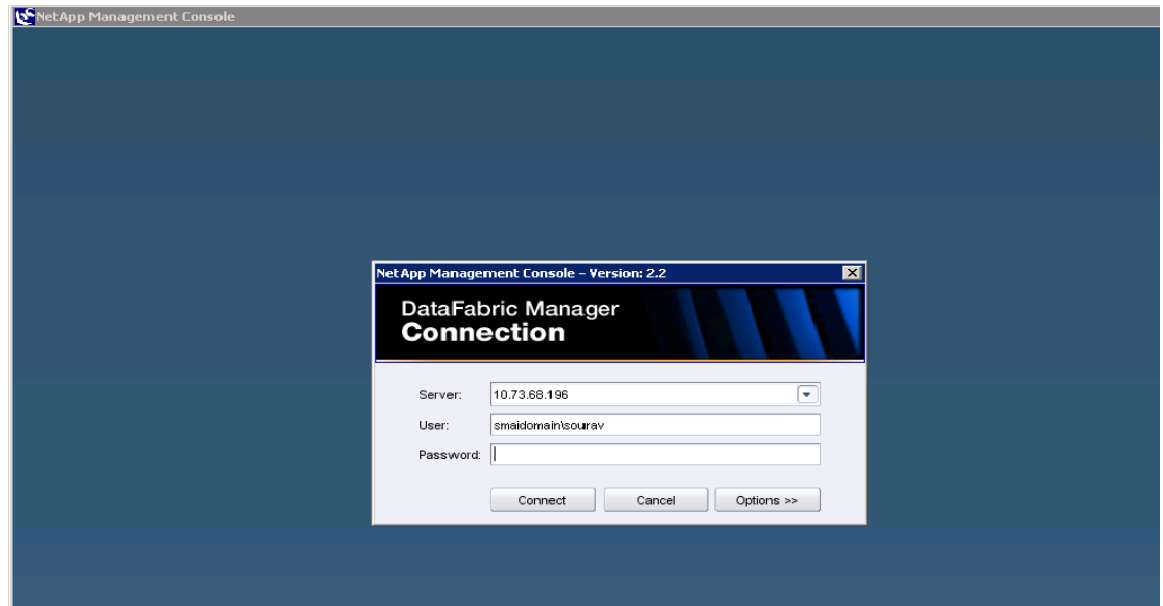 NetApp Management Console
NetApp Management Console – Version: 2.2
DataFabric Manager
Connection
Server: 10.73.68.196
User: smaidomain\sourav
Password:
Connect Cancel Options >>